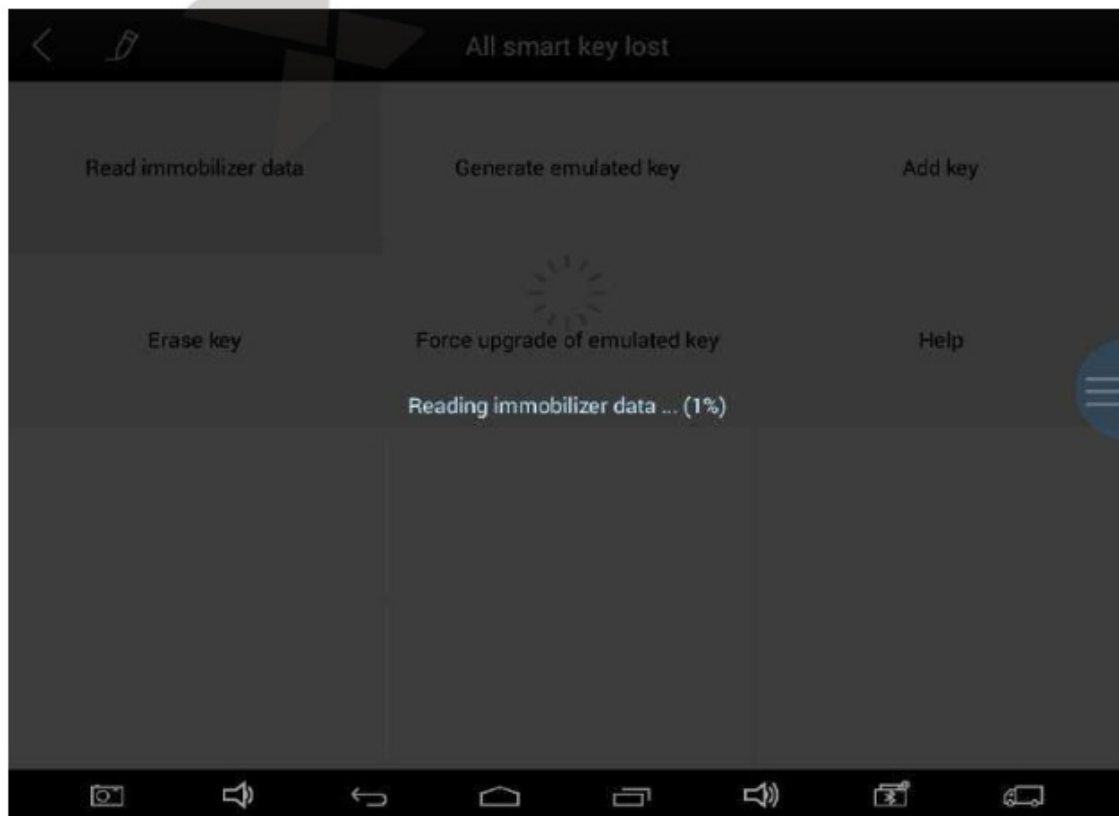 All smart key lost
Read immobilizer data
Generate emulated key
Add key
Erase key
Force upgrade of emulated key
Help
Reading immobilizer data ... (1%)